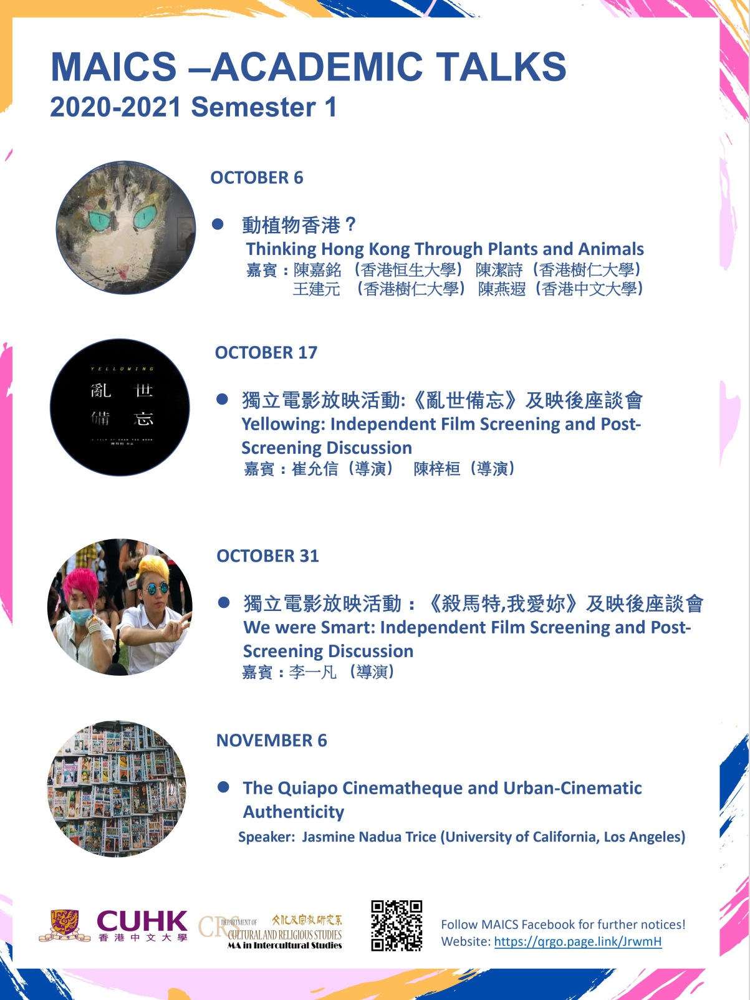 MAICS –ACADEMIC TALKS
2020-2021 Semester 1
OCTOBER 6
動植物香港？
Thinking Hong Kong Through Plants and Animals
嘉賓：陳嘉銘 （香港恒生大學） 陳潔詩（香港樹仁大學）
王建元 （香港樹仁大學） 陳燕遐（香港中文大學）
YELLOWING
亂世
備忘
A FILM BY CHAN TZE WOON
陳梓桓 作品
OCTOBER 17
獨立電影放映活動:《亂世備忘》及映後座談會
Yellowing: Independent Film Screening and Post-
Screening Discussion
嘉賓：崔允信（導演） 陳梓桓（導演）
OCTOBER 31
獨立電影放映活動：《殺馬特,我愛妳》及映後座談會
We were Smart: Independent Film Screening and Post-
Screening Discussion
嘉賓：李一凡 （導演）
NOVEMBER 6
The Quiapo Cinematheque and Urban-Cinematic
Authenticity
Speaker: Jasmine Nadua Trice (University of California, Los Angeles)
CUHK
香港中文大學
CRS
DEPARTMENT OF 文化及宗教研究系
CULTURAL AND RELIGIOUS STUDIES
MA in Intercultural Studies
Follow MAICS Facebook for further notices!
Website: https://qrgo.page.link/JrwmH